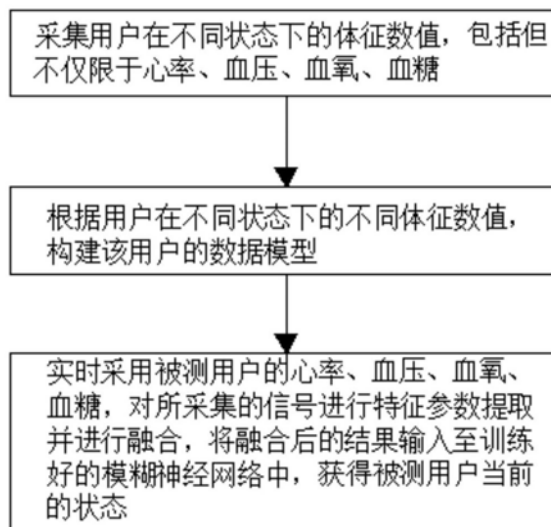 采集用户在不同状态下的体征数值，包括但
不仅限于心率、血压、血氧、血糖
根据用户在不同状态下的不同体征数值，
构建该用户的数据模型
实时采用被测用户的心率、血压、血氧、
血糖，对所采集的信号进行特征参数提取
并进行融合，将融合后的结果输入至训练
好的模糊神经网络中，获得被测用户当前
的状态